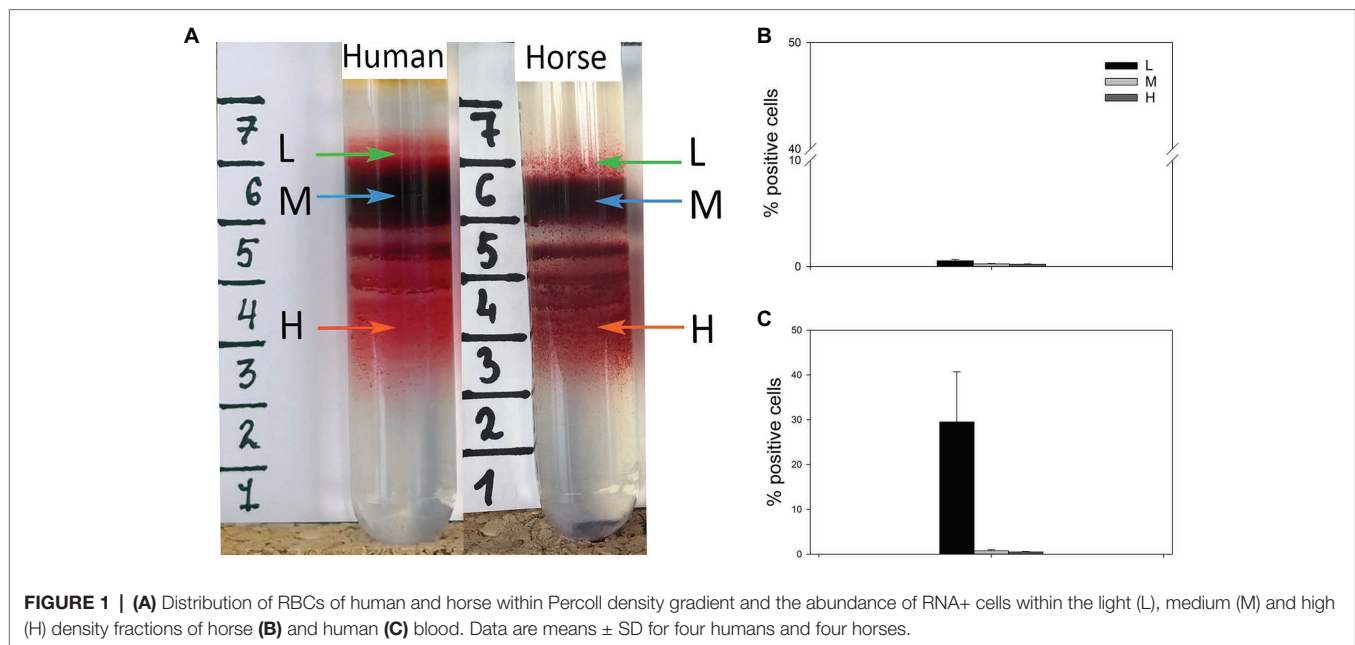 A
Human
Horse
7
6
5
4
3
2
1
L
M
H
7
6
5
4
3
2
1
L
M
H
B
50
40
10
0
% positive cells
L
M
H
C
50
40
30
20
10
0
% positive cells
FIGURE 1 | (A) Distribution of RBCs of human and horse within Percoll density gradient and the abundance of RNA+ cells within the light (L), medium (M) and high
(H) density fractions of horse (B) and human (C) blood. Data are means ± SD for four humans and four horses.